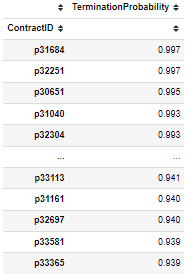 TerminationProbability
ContractID
p31684 0.997
p32251 0.997
p30651 0.995
p31040 0.993
p32304 0.993
... ...
p33113 0.941
p31161 0.940
p32697 0.940
p33581 0.939
p33365 0.939